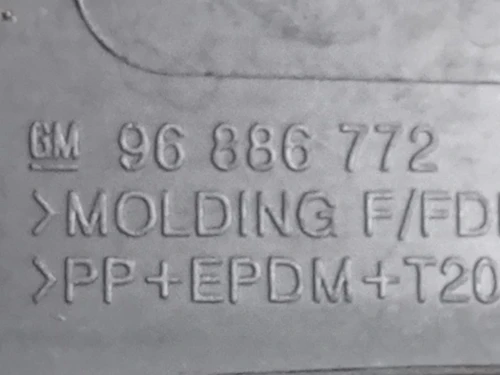 GM 96 886 772
>MOLDING F/FD
>PP+EPDM+T20